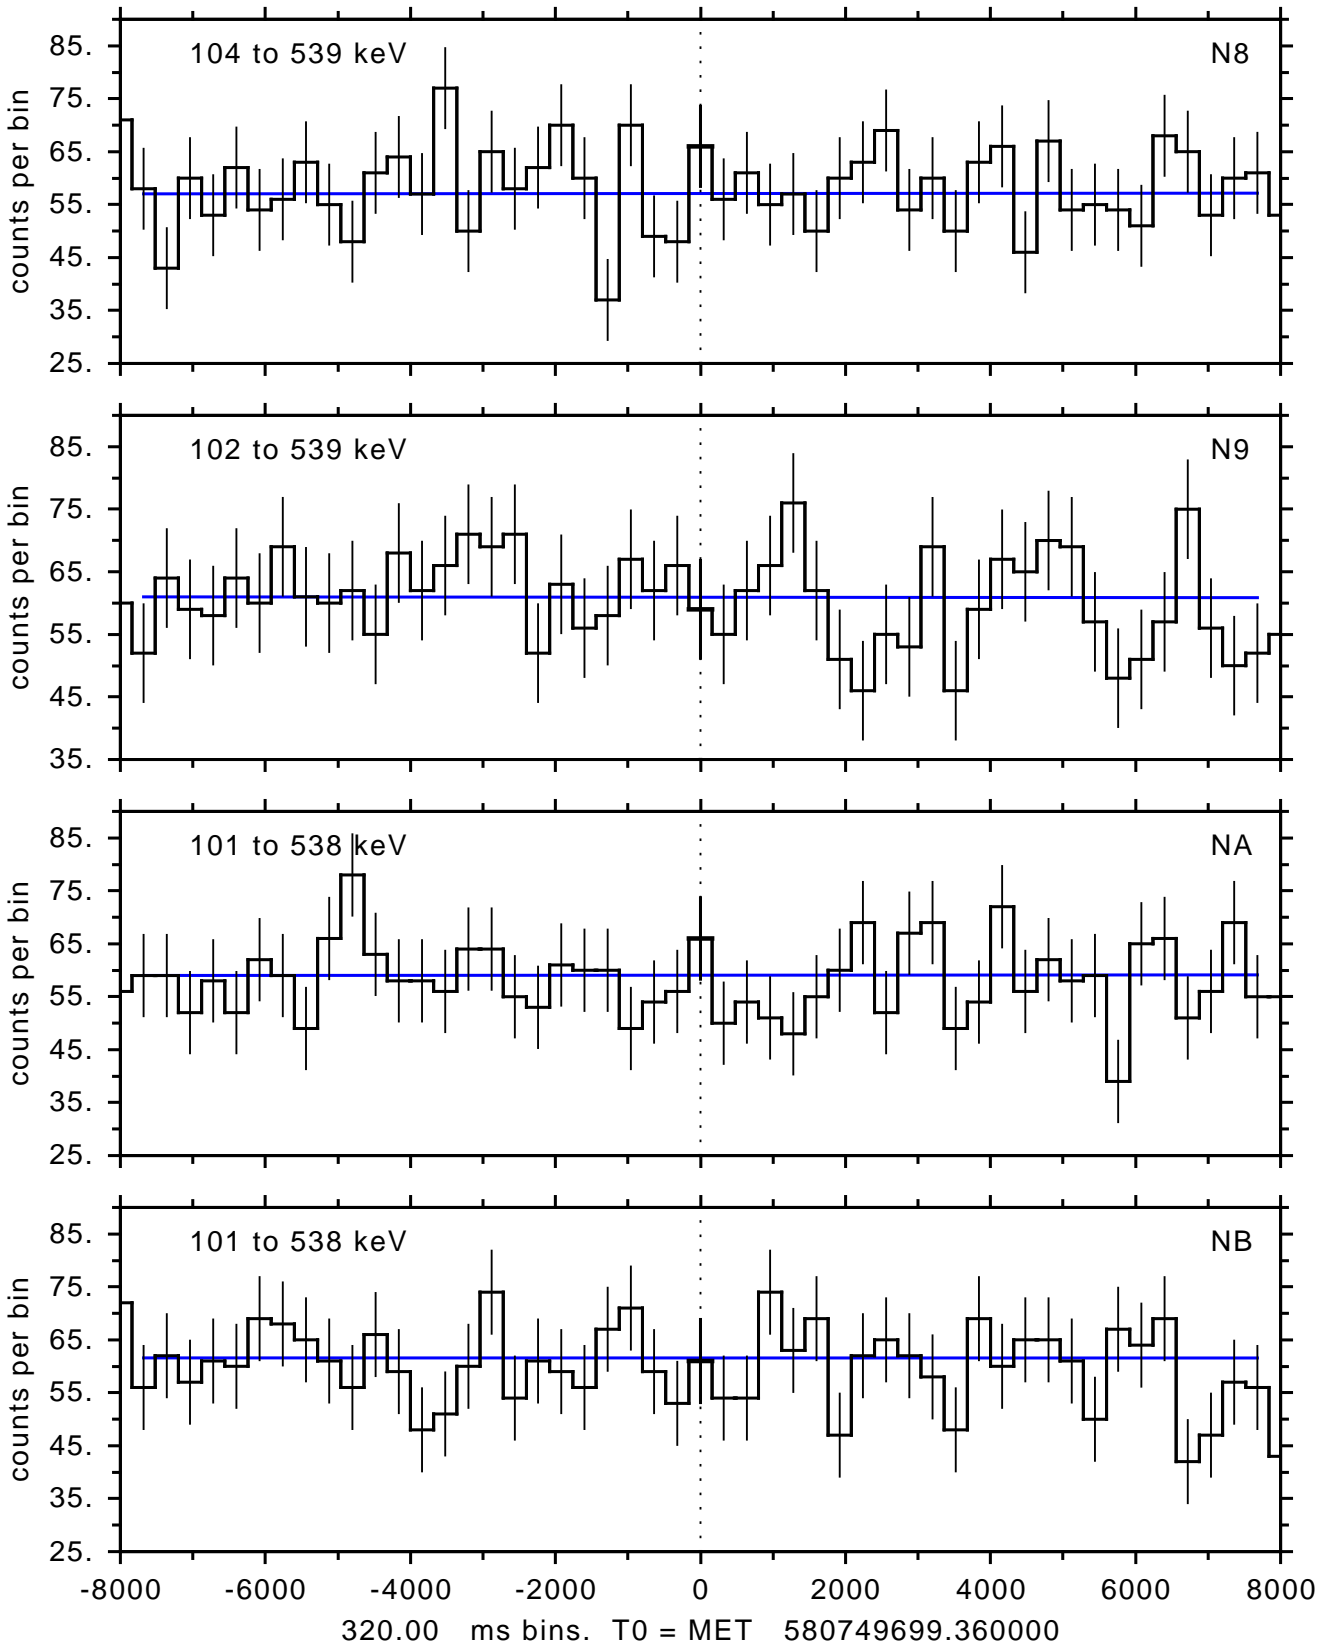 104 to 539 keV N8
85.
75.
65.
55.
45.
35.
25.
counts per bin
102 to 539 keV N9
85.
75.
65.
55.
45.
35.
counts per bin
101 to 538 keV NA
85.
75.
65.
55.
45.
35.
25.
counts per bin
101 to 538 keV NB
85.
75.
65.
55.
45.
35.
25.
counts per bin
-8000 -6000 -4000 -2000 0 2000 4000 6000 8000
320.00 ms bins. T0 = MET 580749699.360000